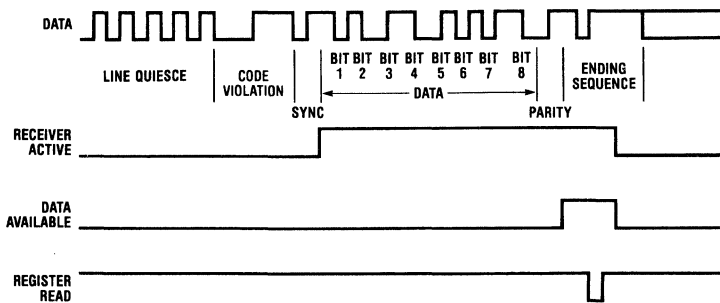 DATA
BIT BIT BIT BIT BIT BIT BIT BIT
1 2 3 4 5 6 7 8
LINE QUIESCE
CODE
VIOLATION
ENDING
SEQUENCE
DATA
SYNC
PARITY
RECEIVER
ACTIVE
DATA
AVAILABLE
REGISTER
READ